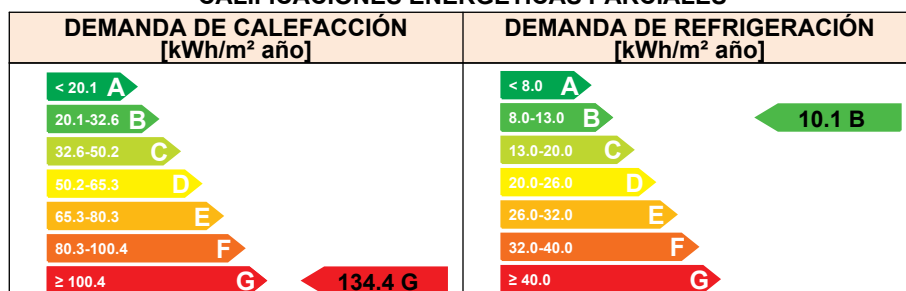 CALIFICACIONES ENERGÉTICAS PARCIALES
DEMANDA DE CALEFACCIÓN
[kWh/m² año]
< 20.1 A
20.1-32.6 B
32.6-50.2 C
50.2-65.3 D
65.3-80.3 E
80.3-100.4 F
≥ 100.4 G
134.4 G
DEMANDA DE REFRIGERACIÓN
[kWh/m² año]
< 8.0 A
8.0-13.0 B
10.1 B
13.0-20.0 C
20.0-26.0 D
26.0-32.0 E
32.0-40.0 F
≥ 40.0 G